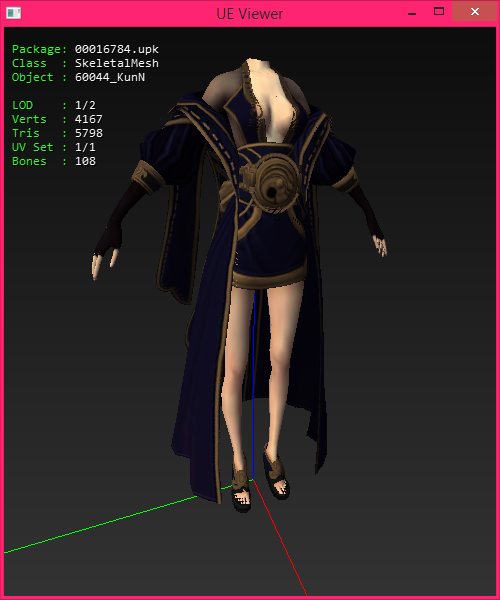 UE Viewer
Package: 00016784.upk
Class  : SkeletalMesh
Object : 60044_KunN
LOD    : 1/2
Verts  : 4167
Tris   : 5798
UV Set : 1/1
Bones  : 108